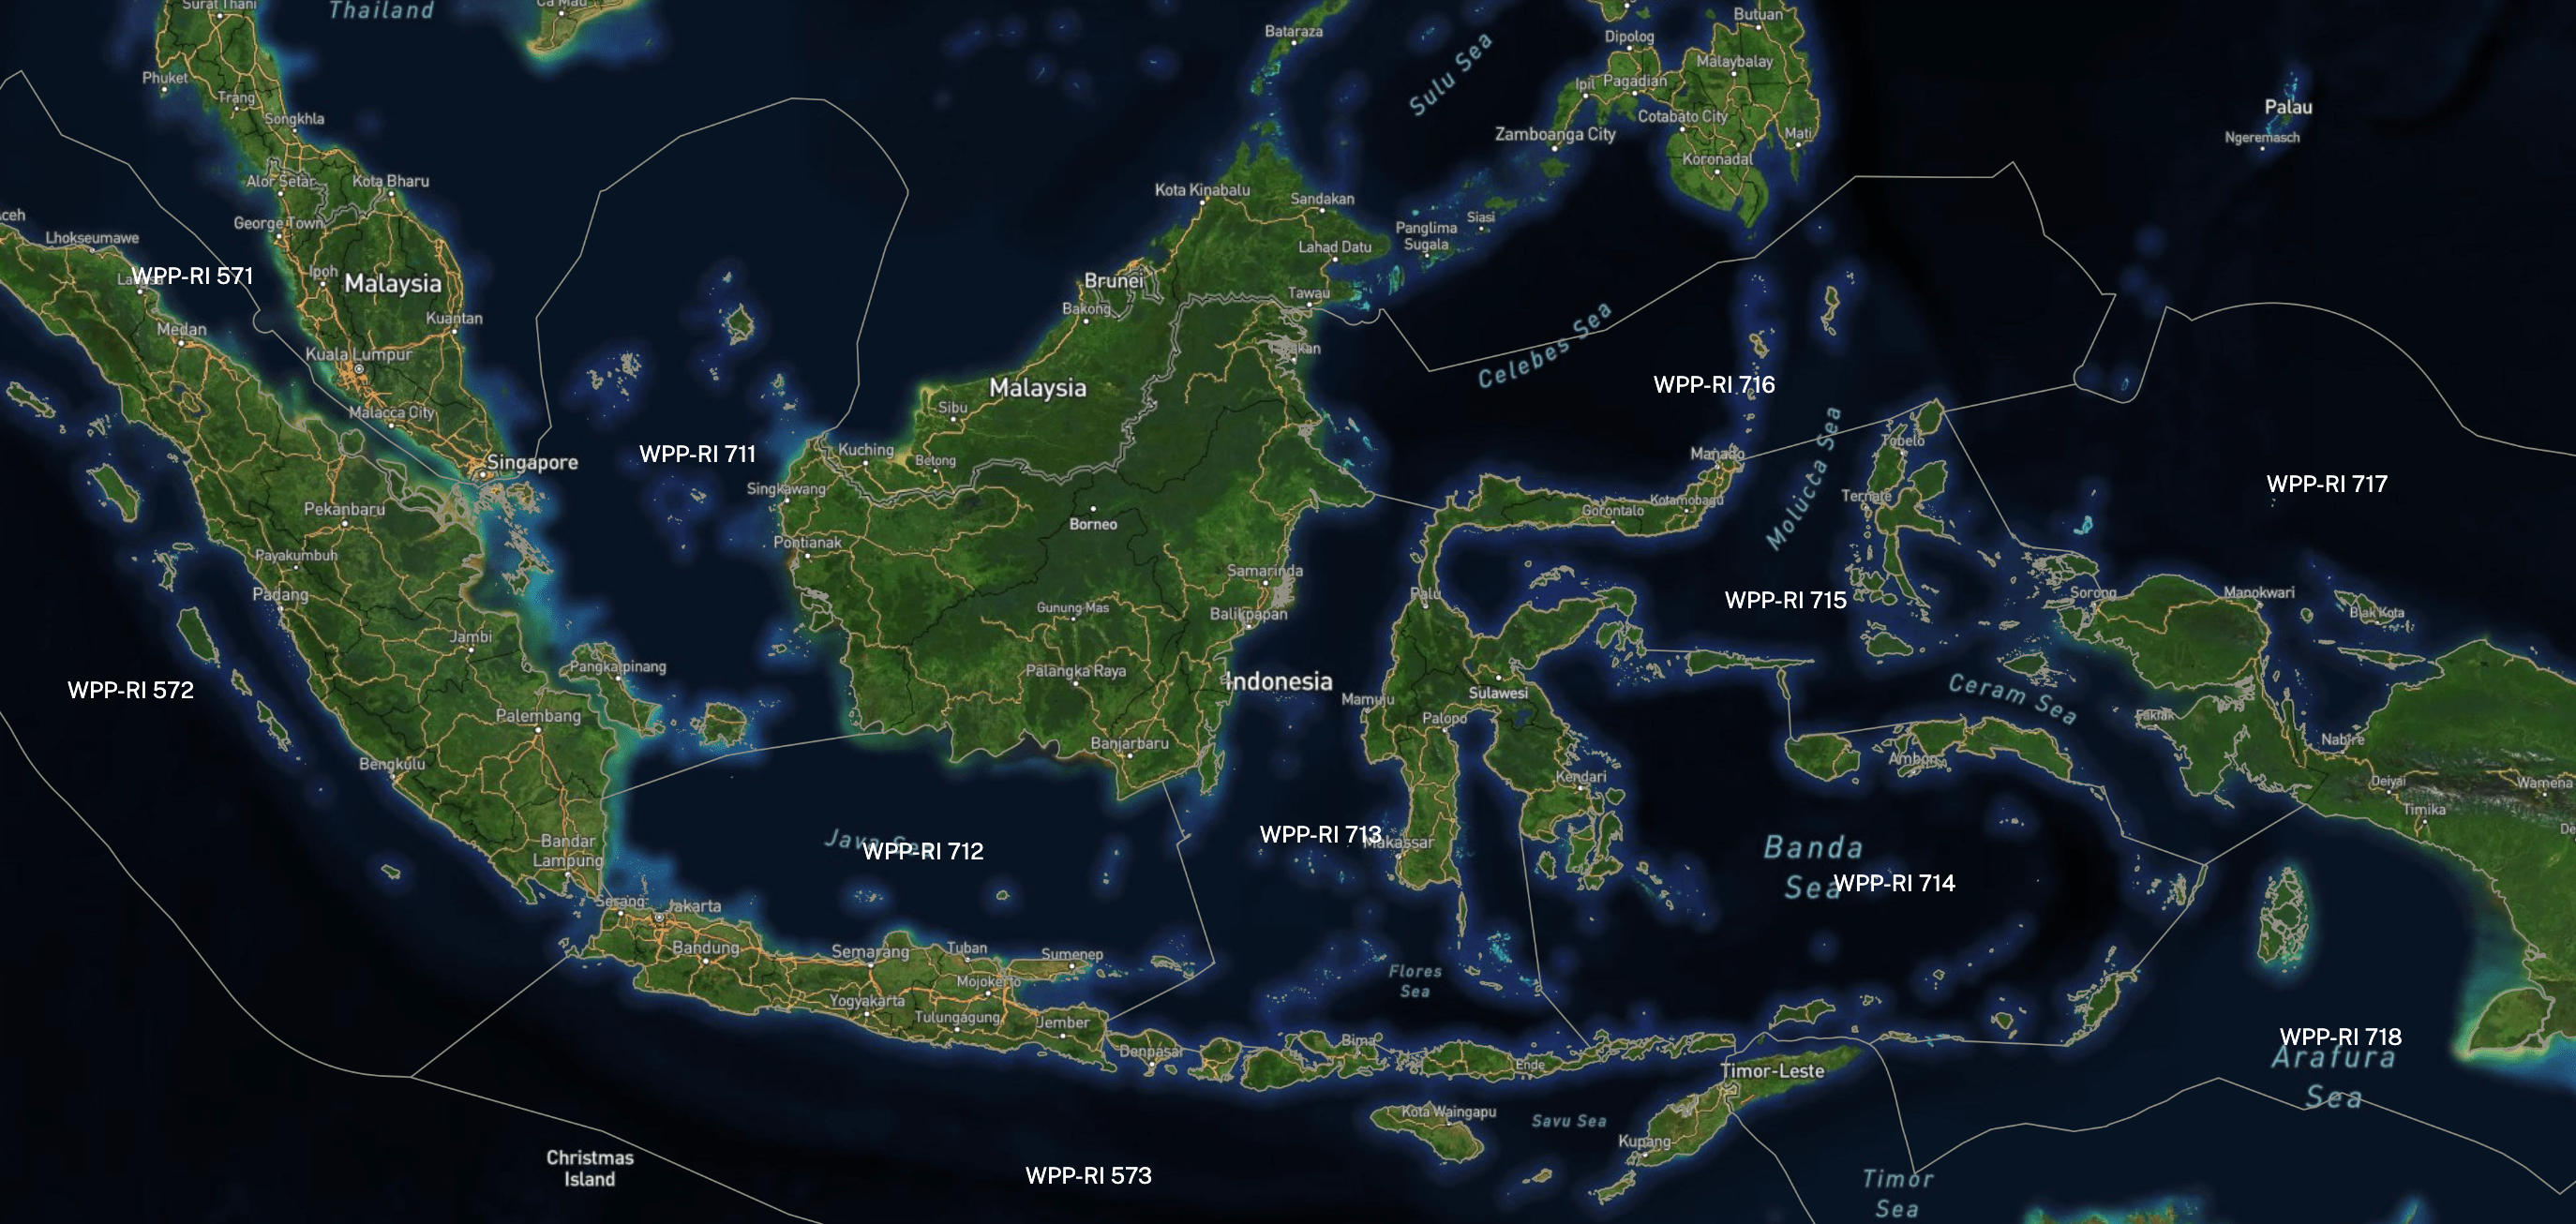 Surat Thani
Thailand
Ca Mau
Bataraza
Butuan
Dipolog
Sulu Sea
Malaybalay
Phuket
Ipil
Pagadian
Trang
Palau
Songkhla
Cotabato City
Zamboanga City
Mati
Ngeremasch
Koronadal
Alor Setar
Kota Bharu
Kota Kinabalu
Sandakan
Siasi
George Town
Panglima
Sugala
Lhokseumawe
Lahad Datu
WPP-RI 571
Ipoh
Malaysia
Brunei
Tawau
Bakong
Kuantan
Medan
Celebes Sea
Kuala Lumpur
WPP-RI 716
Malaysia
Sibu
Malacca City
Tobelo
Kuching
WPP-RI 711
Manado
Betong
Singapore
Molucca Sea
WPP-RI 717
Singkawang
Ternate
Kotamobagu
Pekanbaru
Gorontalo
Borneo
Pontianak
Payakumbuh
Samarinda
Padang
Palu
WPP-RI 715
Sorong
Manokwari
Gunung Mas
Balikpapan
Biak Kota
Jambi
Pangkalpinang
Palangka Raya
Indonesia
WPP-RI 572
Sulawesi
Ceram Sea
Mamuju
Palembang
Palopo
Fakfak
Banjarbaru
Nabire
Bengkulu
Ambon
Kendari
Deiyai
Wamena
Timika
Bandar
Lampung
Java Sea
WPP-RI 712
WPP-RI 713
Makassar
Banda
Sea
WPP-RI 714
Serang
Jakarta
Bandung
Semarang
Tuban
Sumenep
Flores
Sea
Mojokerto
Yogyakarta
Tulungagung
Jember
Bima
WPP-RI 718
Denpasar
Ende
Arafura
Sea
Timor-Leste
Kota Waingapu
Savu Sea
Kupang
Christmas
Island
WPP-RI 573
Timor
Sea